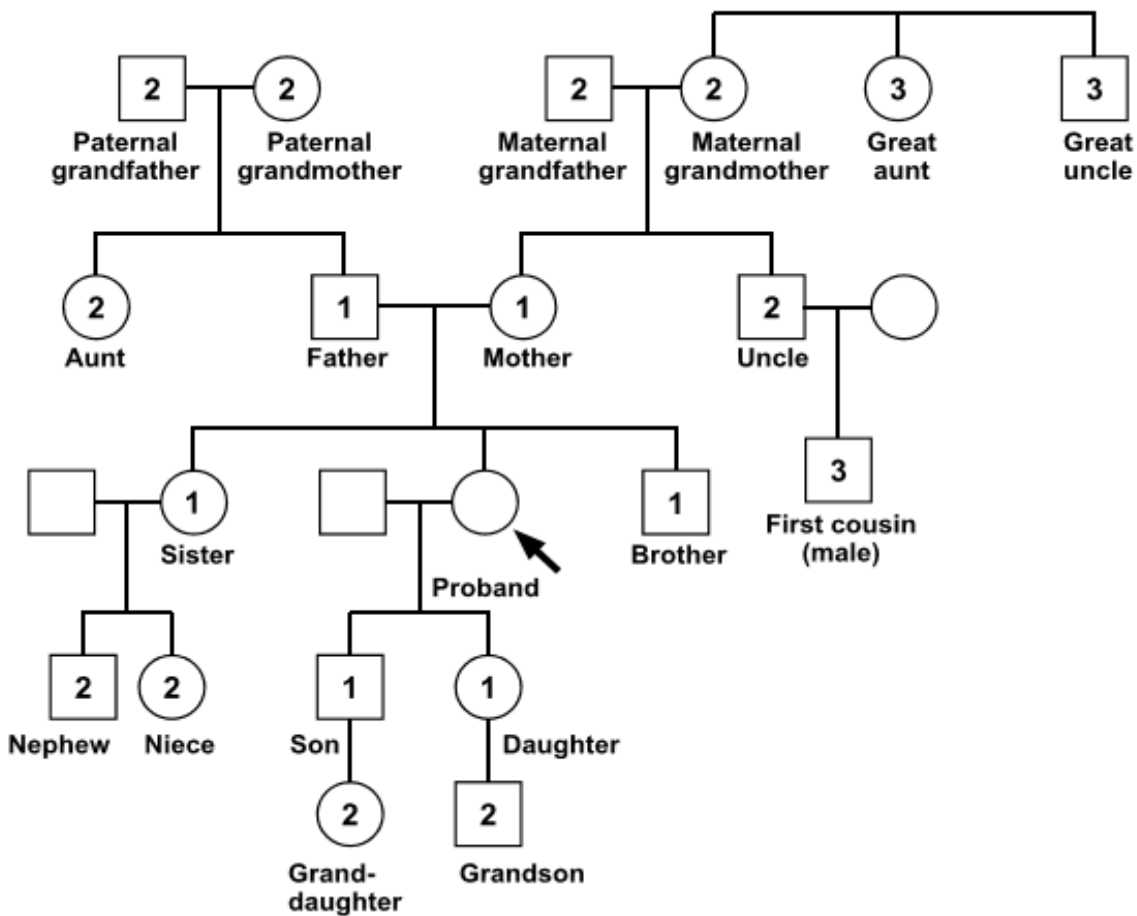 2 2 2 2 3 3
Paternal grandfather
Paternal grandmother
Maternal grandfather
Maternal grandmother
Great aunt
Great uncle
2 1 1 2
Aunt
Father
Mother
Uncle
1 1 3
Sister
Proband
Brother
First cousin
(male)
2 2 1 1
Nephew
Niece
Son
Daughter
2 2
Grand-
daughter
Grandson